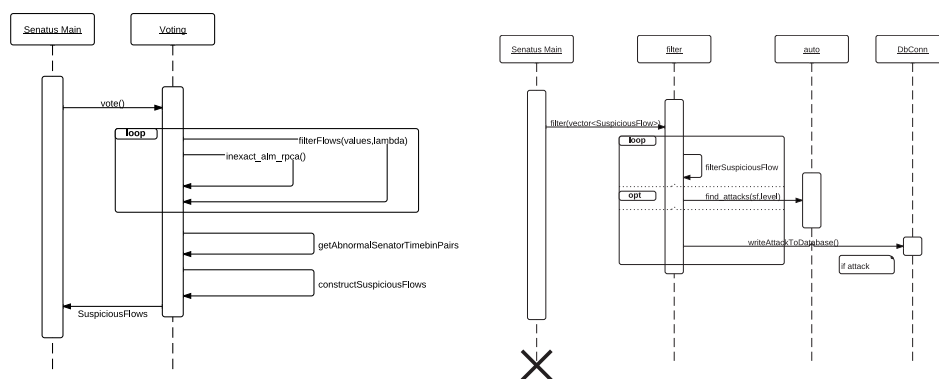 Senatus Main
Voting
vote()
loop
filterFlows(values,lambda)
inexact_alm_rpca()
getAbnormalSenatorTimebinPairs
constructSuspiciousFlows
SuspiciousFlows
Senatus Main
filter
auto
DbConn
filter(vector<SuspiciousFlow>)
loop
filterSuspiciousFlow
opt
find_attacks(sf,level)
writeAttackToDatabase()
if attack